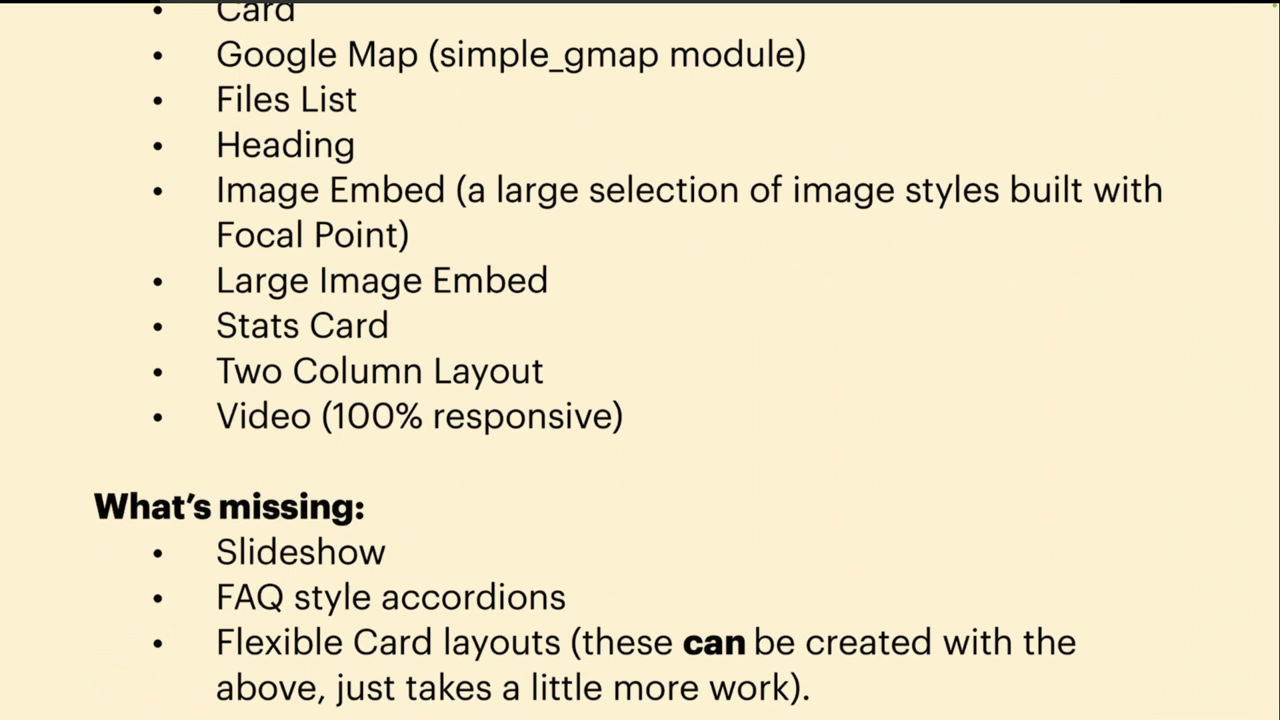 • Card
• Google Map (simple_gmap module)
• Files List
• Heading
• Image Embed (a large selection of image styles built with
Focal Point)
• Large Image Embed
• Stats Card
• Two Column Layout
• Video (100% responsive)
What’s missing:
• Slideshow
• FAQ style accordions
• Flexible Card layouts (these can be created with the
above, just takes a little more work).